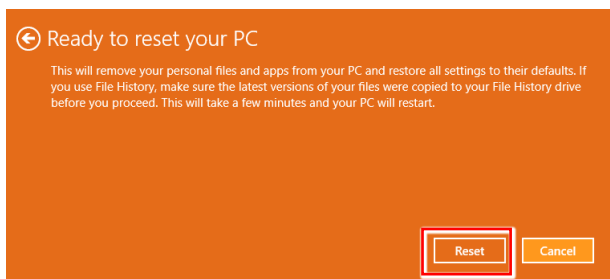 Ready to reset your PC
This will remove your personal files and apps from your PC and restore all settings to their defaults. If
you use File History, make sure the latest versions of your files were copied to your File History drive
before you proceed. This will take a few minutes and your PC will restart.
Reset
Cancel